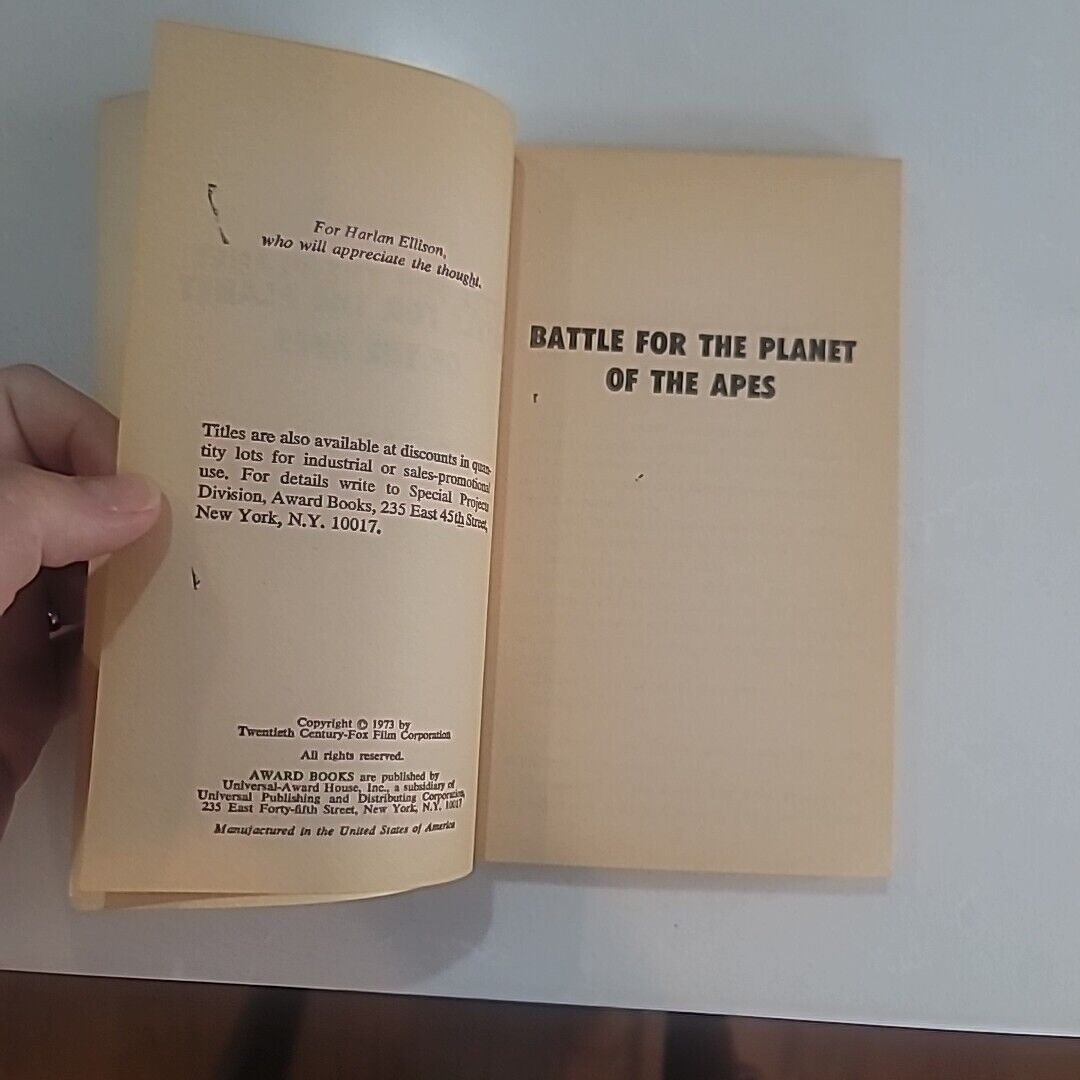 For Harlan Ellison,
who will appreciate the thought.
Titles are also available at discounts in quan-
tity lots for industrial or sales-promotional
use. For details write to Special Projects
Division, Award Books, 235 East 45th Street,
New York, N.Y. 10017.
Copyright © 1973 by
Twentieth Century-Fox Film Corporation
All rights reserved.
AWARD BOOKS are published by
Universal-Award House, Inc., a subsidiary of
Universal Publishing and Distributing Corporation,
235 East Forty-fifth Street, New York, N.Y. 10017
Manufactured in the United States of America
BATTLE FOR THE PLANET
OF THE APES